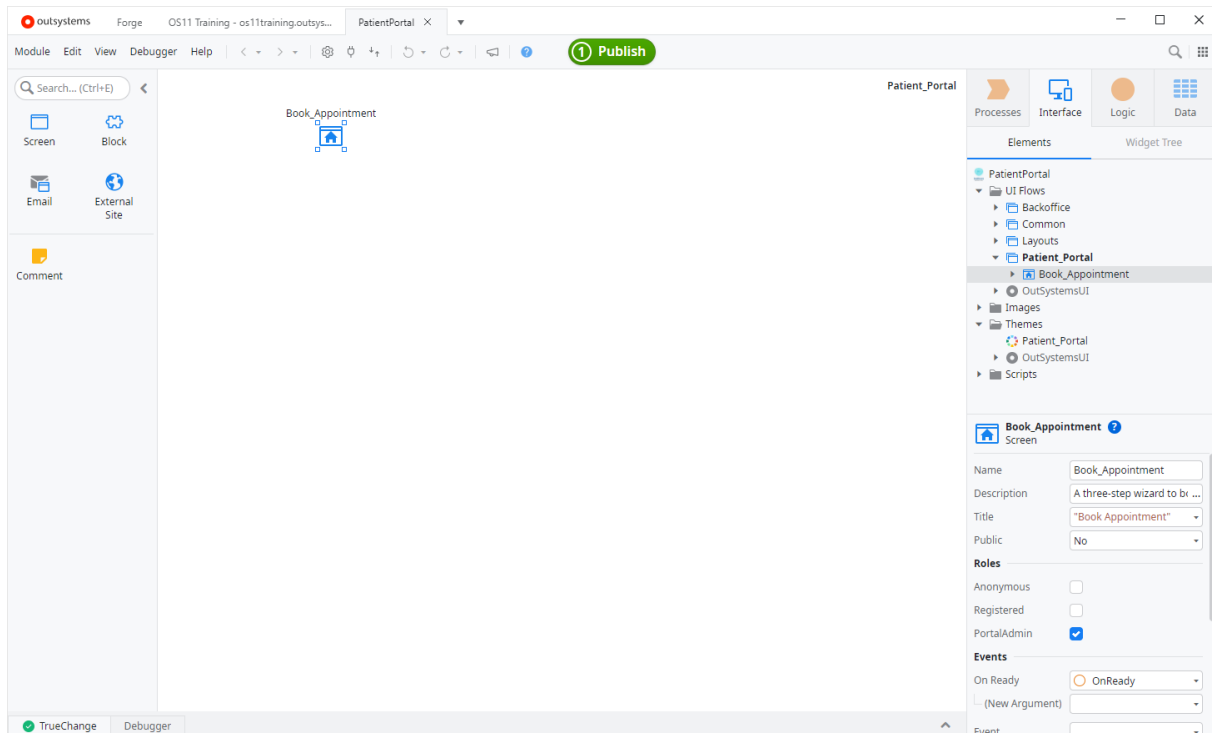 outsystems Forge OS11 Training - os11training.outsys... PatientPortal
Module Edit View Debugger Help 1 Publish
Search... (Ctrl+E)
Screen Block
Email External Site
Comment
Patient_Portal
Book_Appointment
Processes Interface Logic Data
Elements Widget Tree
PatientPortal
UI Flows
Backoffice
Common
Layouts
Patient_Portal
Book_Appointment
OutSystemsUI
Images
Themes
Patient_Portal
OutSystemsUI
Scripts
Book_Appointment ?
Screen
Name Book_Appointment
Description A three-step wizard to bo ...
Title "Book Appointment"
Public No
Roles
Anonymous
Registered
PortalAdmin
Events
On Ready OnReady
(New Argument)
Event
TrueChange Debugger